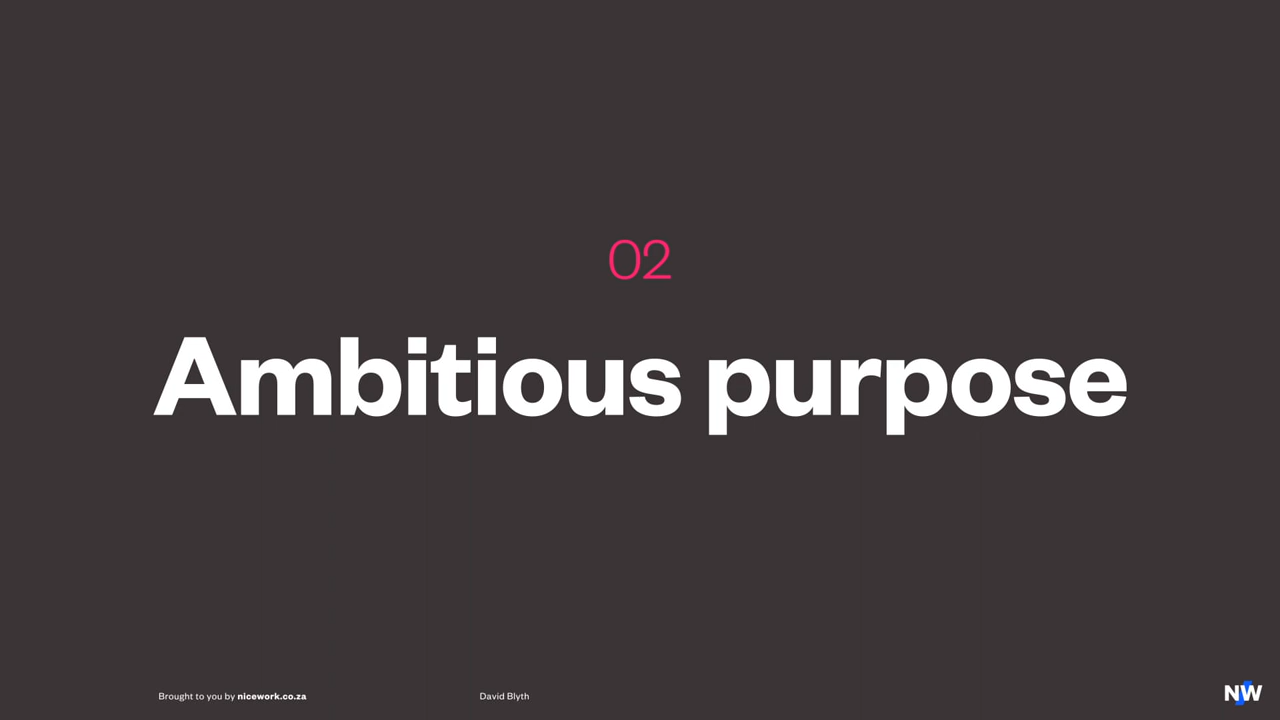 02
Ambitious purpose
Brought to you by nicework.co.za
David Blyth
NW